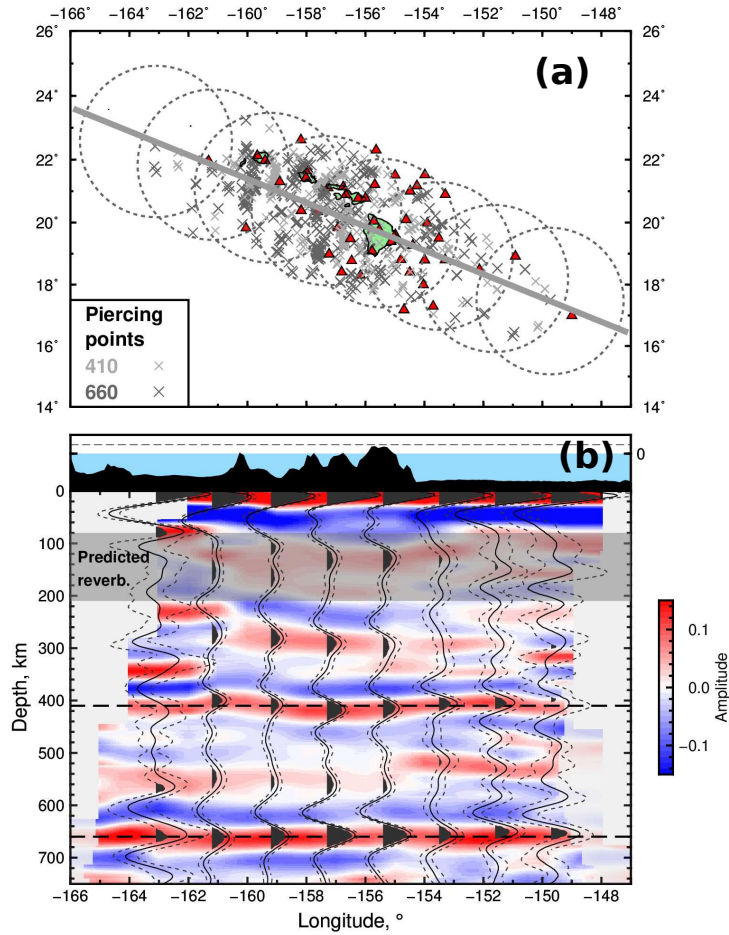 −166˚ −164˚ −162˚ −160˚ −158˚ −156˚ −154˚ −152˚ −150˚ −148˚
26˚ 26˚
(a)
24˚ 24˚
22˚ 22˚
20˚ 20˚
18˚ 18˚
16˚ 16˚
14˚ 14˚
Piercing
points
410
660
(b)
0
0
100
200
300
400
500
600
700
Depth, km
Predicted
reverb.
0.1
0.0
−0.1
Amplitude
−166 −164 −162 −160 −158 −156 −154 −152 −150 −148
Longitude, °